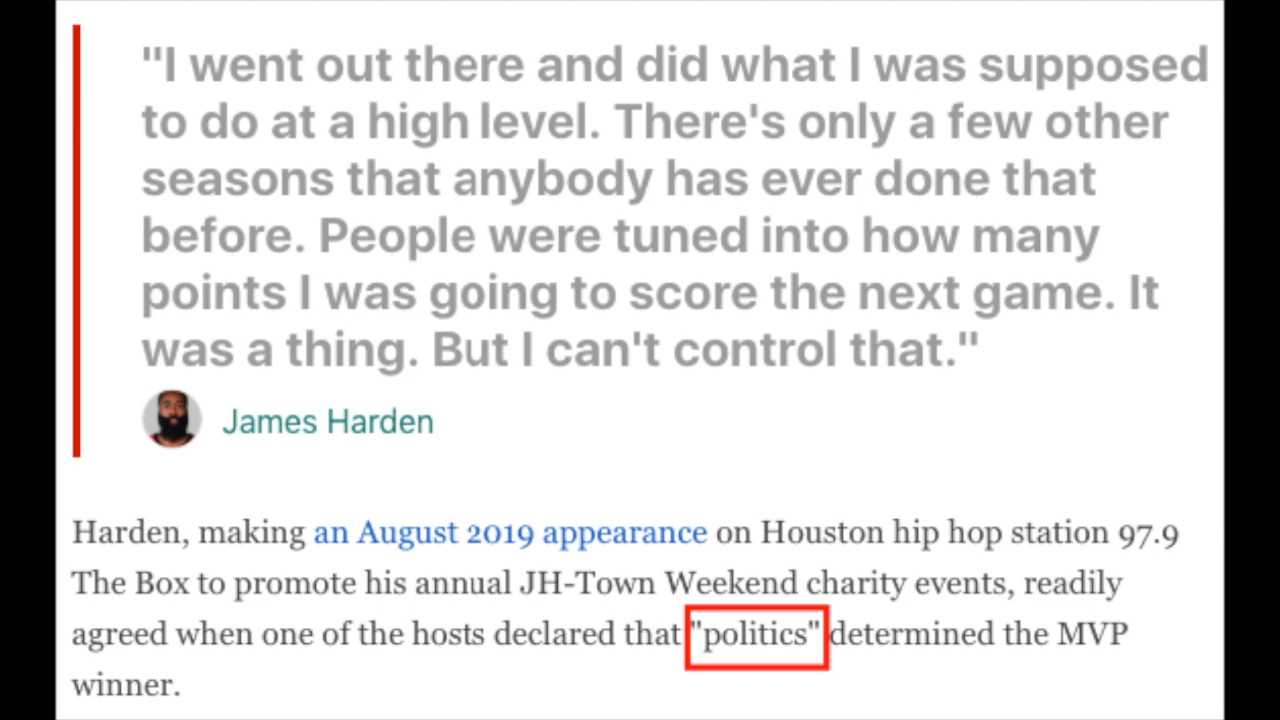 "I went out there and did what I was supposed
to do at a high level. There's only a few other
seasons that anybody has ever done that
before. People were tuned into how many
points I was going to score the next game. It
was a thing. But I can't control that."
James Harden
Harden, making an August 2019 appearance on Houston hip hop station 97.9
The Box to promote his annual JH-Town Weekend charity events, readily
agreed when one of the hosts declared that "politics" determined the MVP
winner.